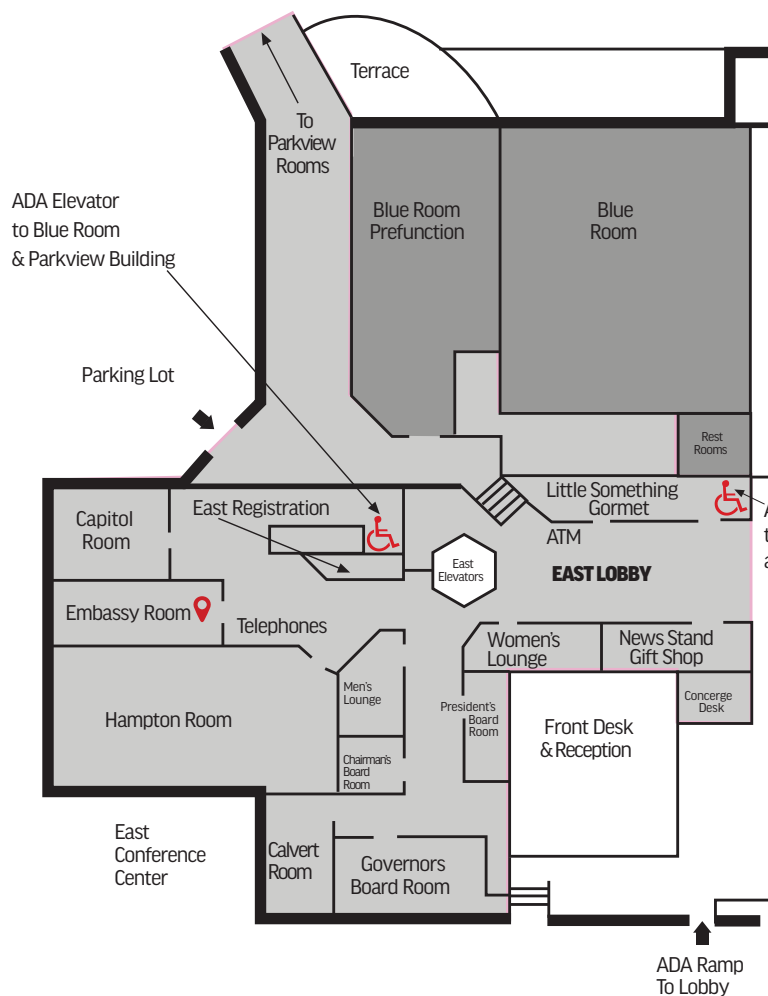 Terrace
To
Parkview
Rooms
ADA Elevator
to Blue Room
& Parkview Building
Blue Room
Prefunction
Blue
Room
Parking Lot
Rest
Rooms
Capitol
Room
East Registration
Little Something
Gormet
A
t
a
ATM
East
Elevators
EAST LOBBY
Embassy Room
Telephones
Women's
Lounge
News Stand
Gift Shop
Men's
Lounge
President's
Board
Room
Concerge
Desk
Hampton Room
Front Desk
& Reception
Chairman's
Board
Room
East
Conference
Center
Calvert
Room
Governors
Board Room
ADA Ramp
To Lobby